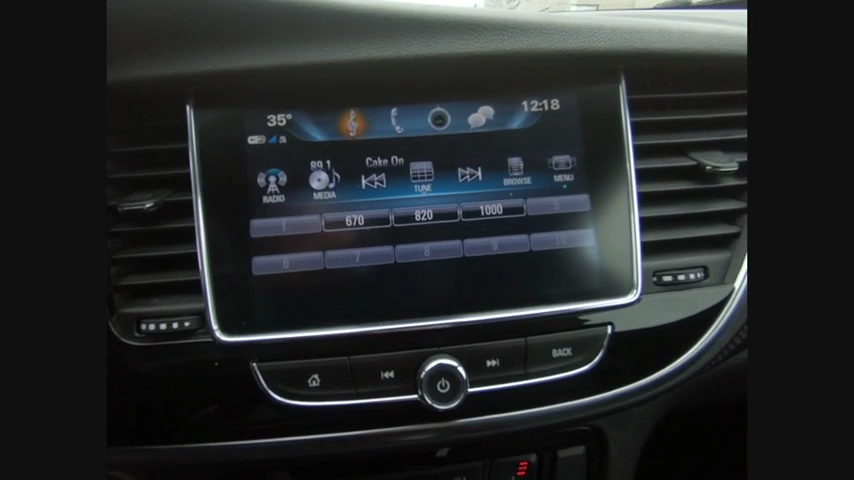 35°
12:18
89.1
Cake On
RADIO
MEDIA
TUNE
BROWSE
MENU
1 670 820 1000 5
6 7 8 9 10
BACK